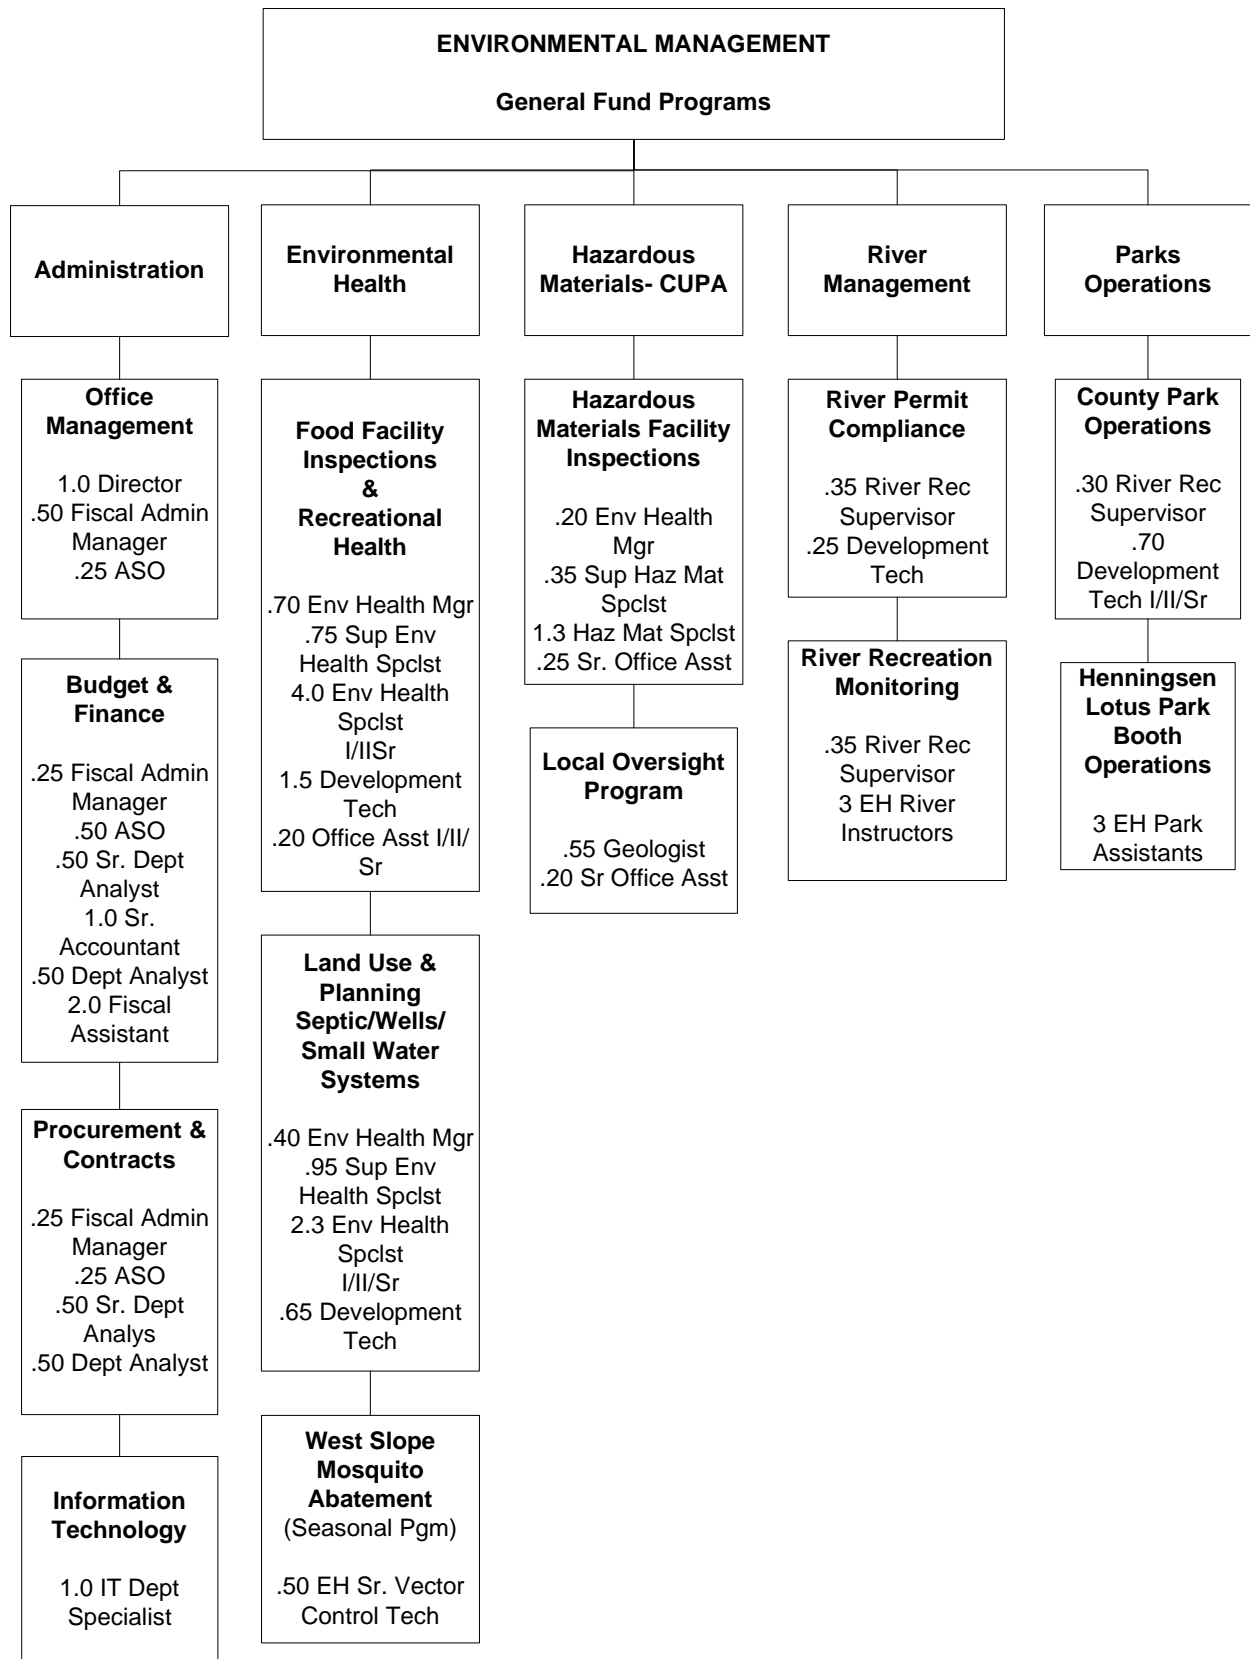 ENVIRONMENTAL MANAGEMENT
General Fund Programs
Administration
Environmental
Health
Hazardous
Materials- CUPA
River
Management
Parks
Operations
Office
Management
1.0 Director
.50 Fiscal Admin
Manager
.25 ASO
Budget &
Finance
.25 Fiscal Admin
Manager
.50 ASO
.50 Sr. Dept
Analyst
1.0 Sr.
Accountant
.50 Dept Analyst
2.0 Fiscal
Assistant
Procurement &
Contracts
.25 Fiscal Admin
Manager
.25 ASO
.50 Sr. Dept
Analys
.50 Dept Analyst
Information
Technology
1.0 IT Dept
Specialist
Food Facility
Inspections
&
Recreational
Health
.70 Env Health Mgr
.75 Sup Env
Health Spclst
4.0 Env Health
Spclst
I/IISr
1.5 Development
Tech
.20 Office Asst I/II/
Sr
Land Use &
Planning
Septic/Wells/
Small Water
Systems
.40 Env Health Mgr
.95 Sup Env
Health Spclst
2.3 Env Health
Spclst
I/II/Sr
.65 Development
Tech
West Slope
Mosquito
Abatement
(Seasonal Pgm)
.50 EH Sr. Vector
Control Tech
Hazardous
Materials Facility
Inspections
.20 Env Health
Mgr
.35 Sup Haz Mat
Spclst
1.3 Haz Mat Spclst
.25 Sr. Office Asst
Local Oversight
Program
.55 Geologist
.20 Sr Office Asst
River Permit
Compliance
.35 River Rec
Supervisor
.25 Development
Tech
River Recreation
Monitoring
.35 River Rec
Supervisor
3 EH River
Instructors
County Park
Operations
.30 River Rec
Supervisor
.70
Development
Tech I/II/Sr
Henningsen
Lotus Park
Booth
Operations
3 EH Park
Assistants